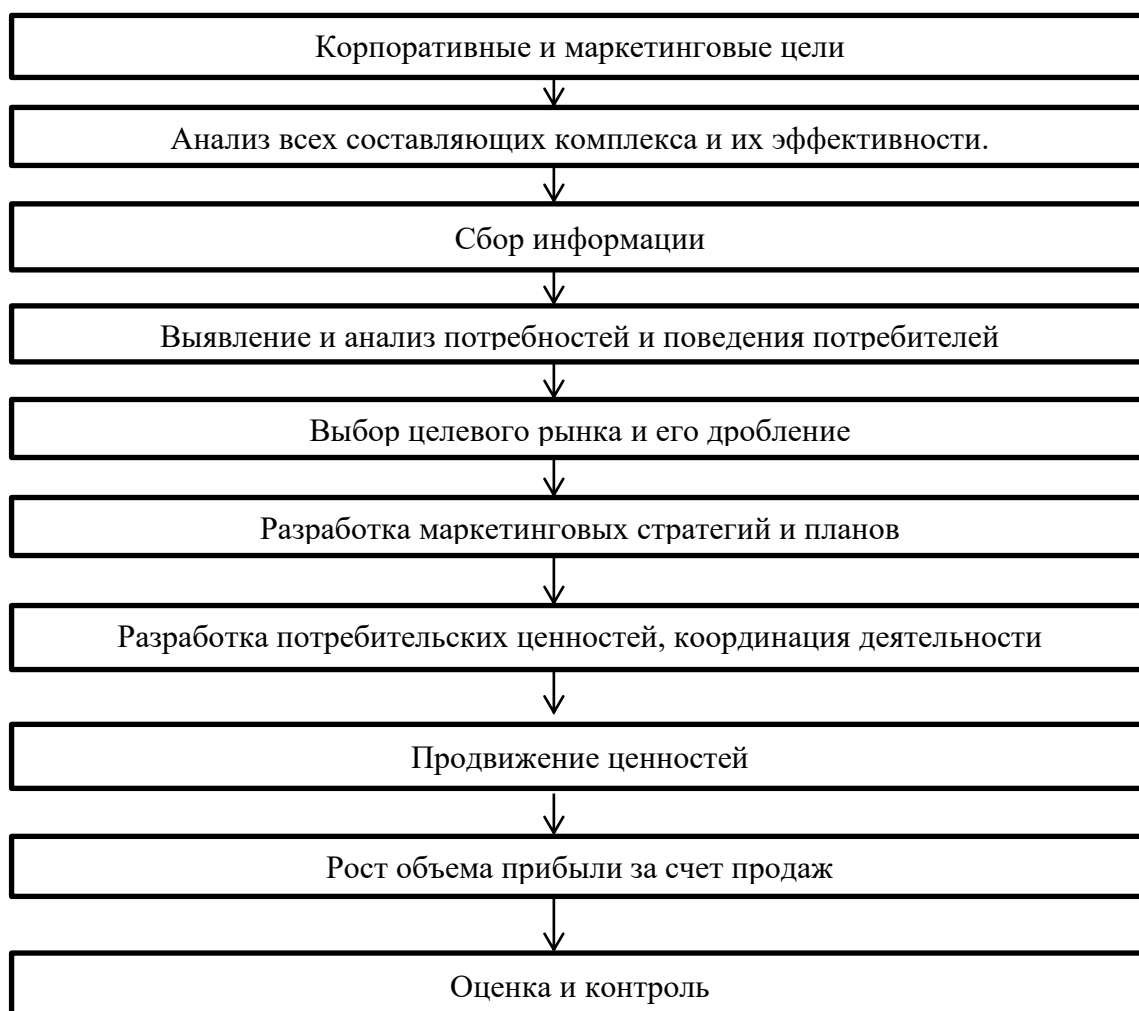 Корпоративные и маркетинговые цели
Анализ всех составляющих комплекса и их эффективности.
Сбор информации
Выявление и анализ потребностей и поведения потребителей
Выбор целевого рынка и его дробление
Разработка маркетинговых стратегий и планов
Разработка потребительских ценностей, координация деятельности
Продвижение ценностей
Рост объема прибыли за счет продаж
Оценка и контроль